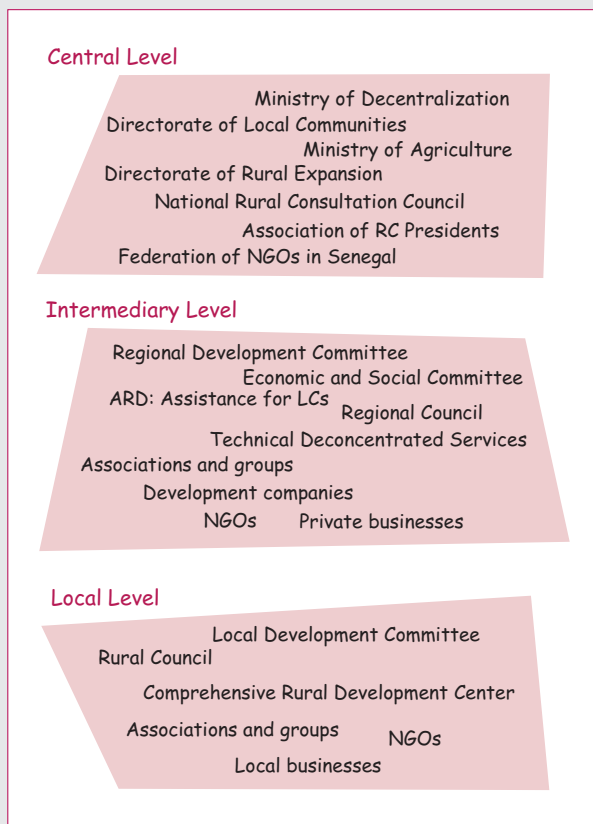 Central Level
Ministry of Decentralization
Directorate of Local Communities
Ministry of Agriculture
Directorate of Rural Expansion
National Rural Consultation Council
Association of RC Presidents
Federation of NGOs in Senegal
Intermediary Level
Regional Development Committee
Economic and Social Committee
ARD: Assistance for LCs
Regional Council
Technical Deconcentrated Services
Associations and groups
Development companies
NGOs Private businesses
Local Level
Local Development Committee
Rural Council
Comprehensive Rural Development Center
Associations and groups
NGOs
Local businesses